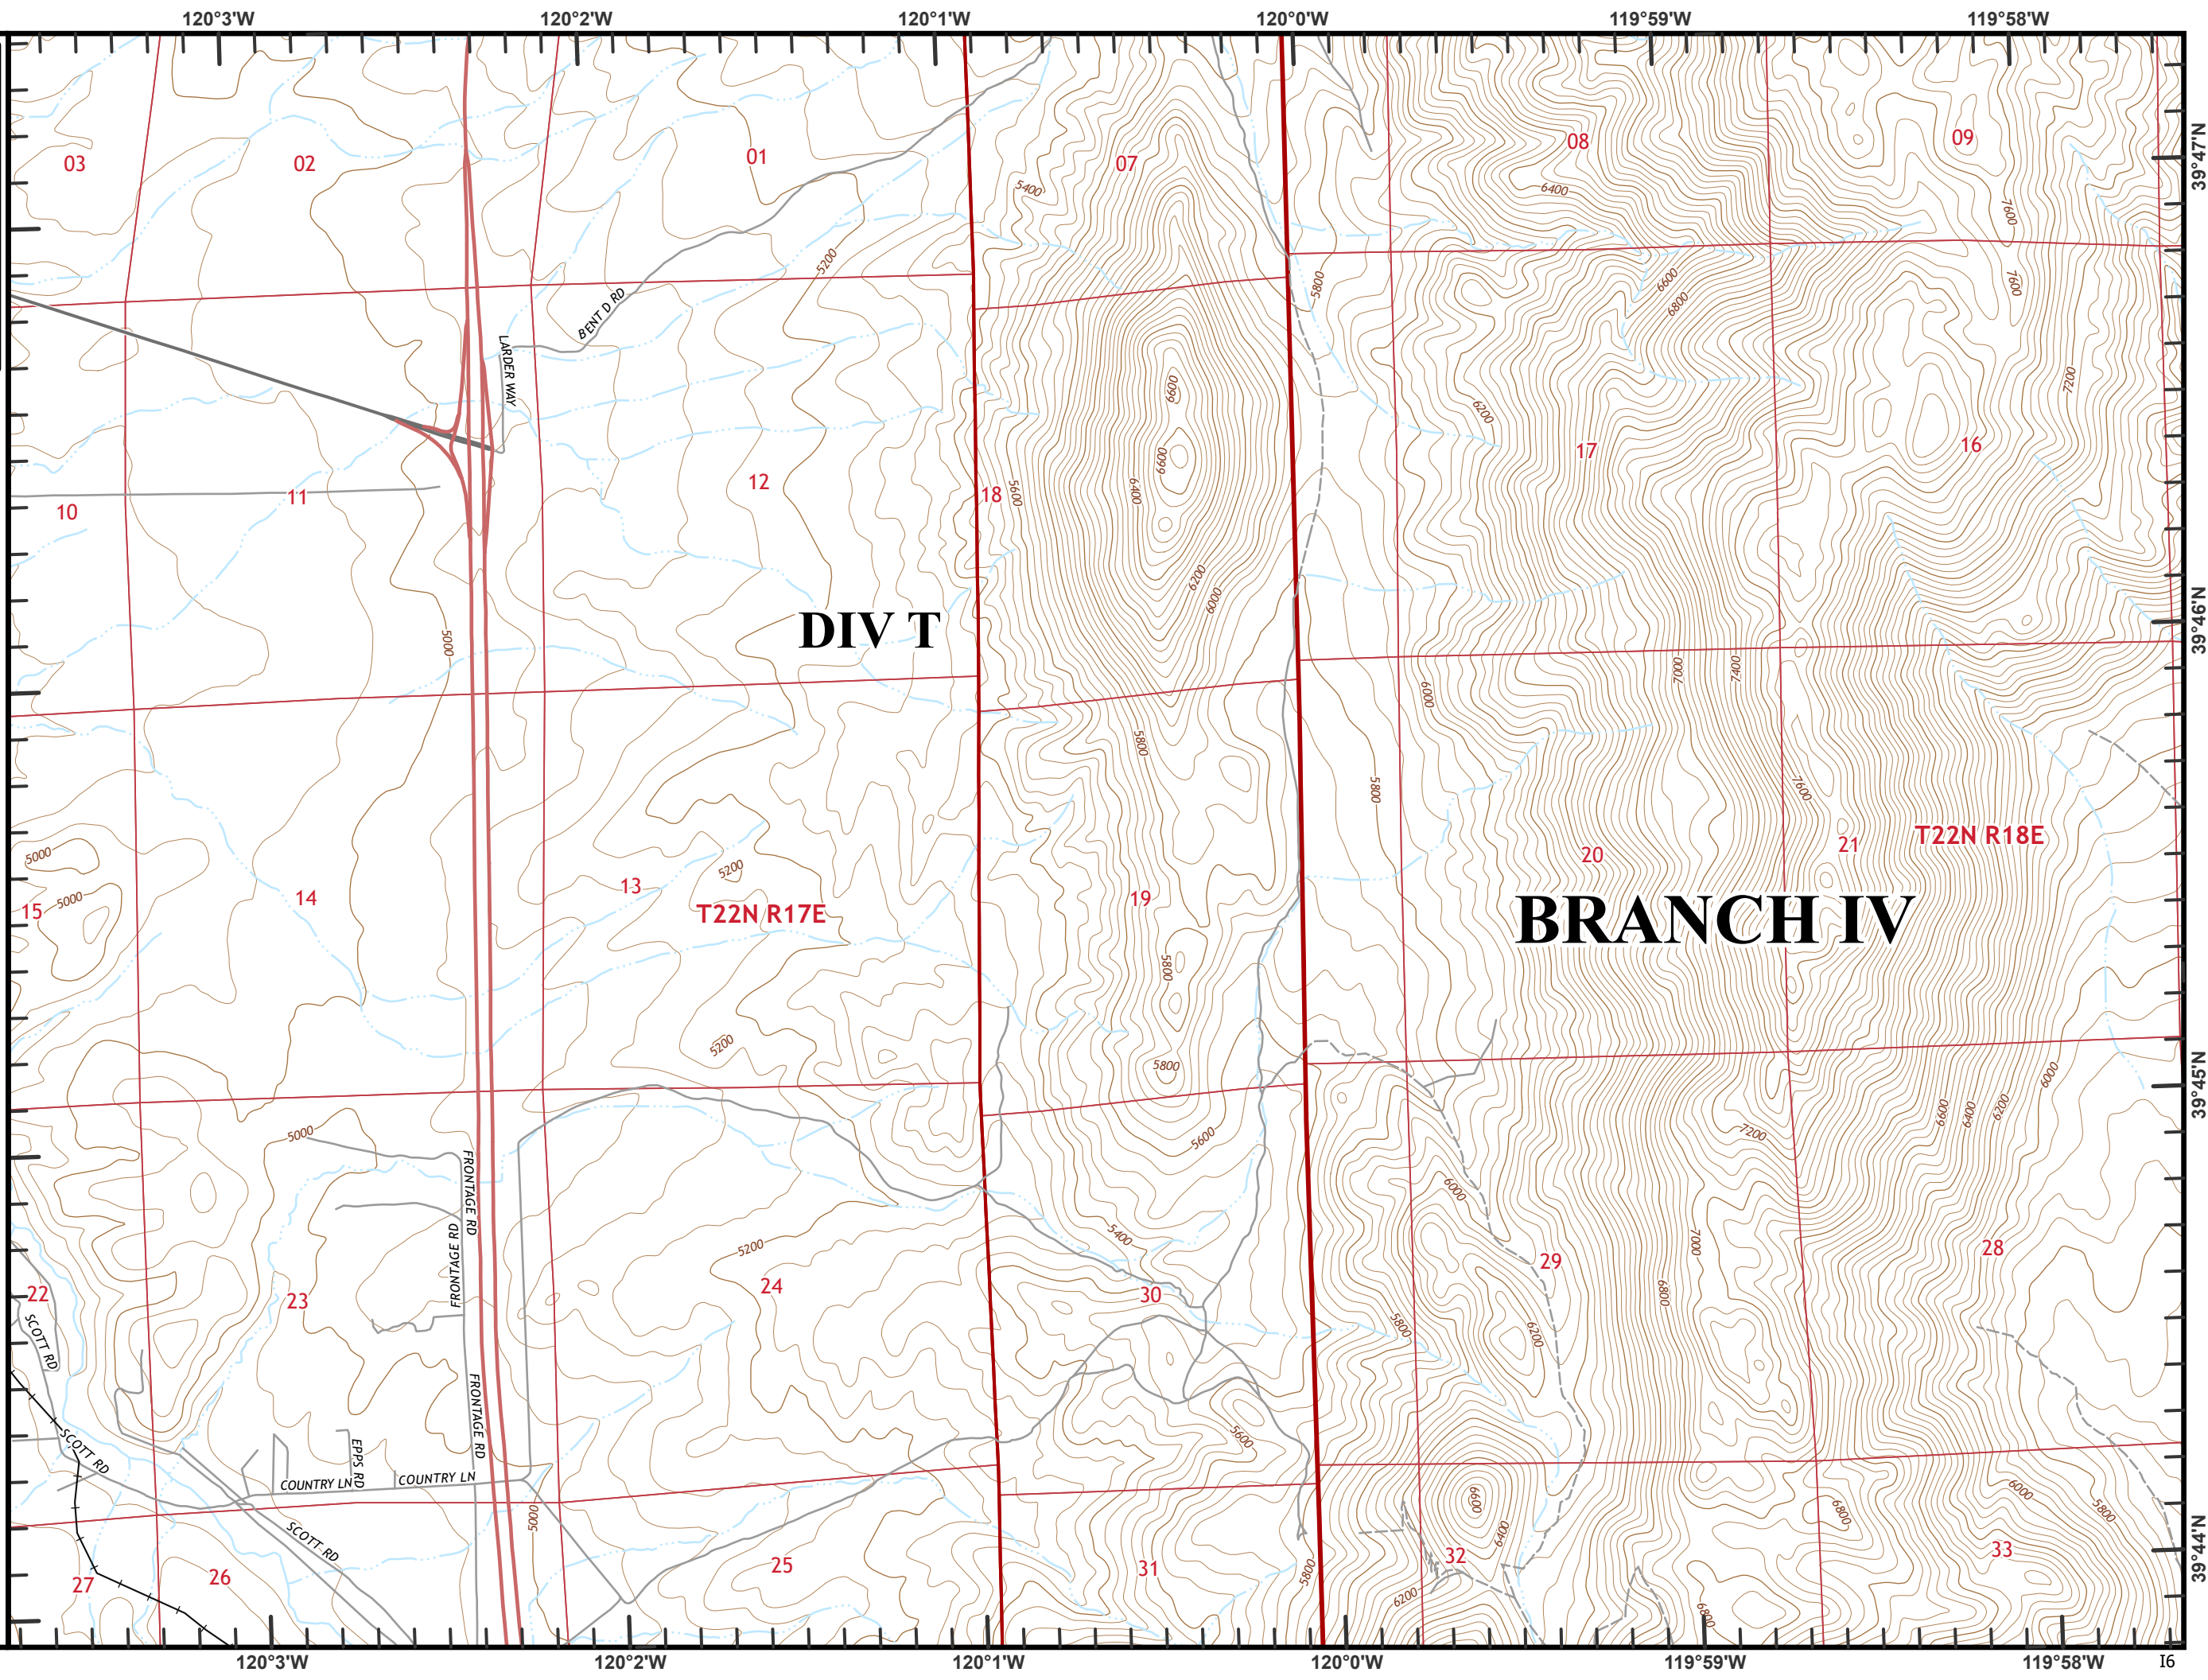 120°3'W 120°2'W 120°1'W 120°0'W 119°59'W 119°58'W
03 02 01 07 08 09
39°47'N
5400 6400 7600
5200
BENT D RD
5800 6600 6800 7600
LARDER WAY
6600 6200 7200
10 11 12 18 17 16
5600 6400 6600
6200 6000
39°46'N
DIV T
5000
6000 7000 7400
5800 5800 7600
T22N R18E
5000 5200 20 21
15 5000 14 13 19
T22N R17E
BRANCH IV
5800
5200 5800
39°45'N
6000
5000 5600 7200 6600 6400 6200
FRONTAGE RD
FRONTAGE RD
6000
5200 5400 7000 28
22 23 24 30 29
SCOTT RD
5800 6200 6800
FRONTAGE RD
5600
SCOTT RD
EPPS RD
COUNTRY LN COUNTRY LN
5000
6600 6400 6800 6000 5800
SCOTT RD
39°44'N
27 26 25 31 32 33
5800 6200 6800
120°3'W 120°2'W 120°1'W 120°0'W 119°59'W 119°58'W
I6